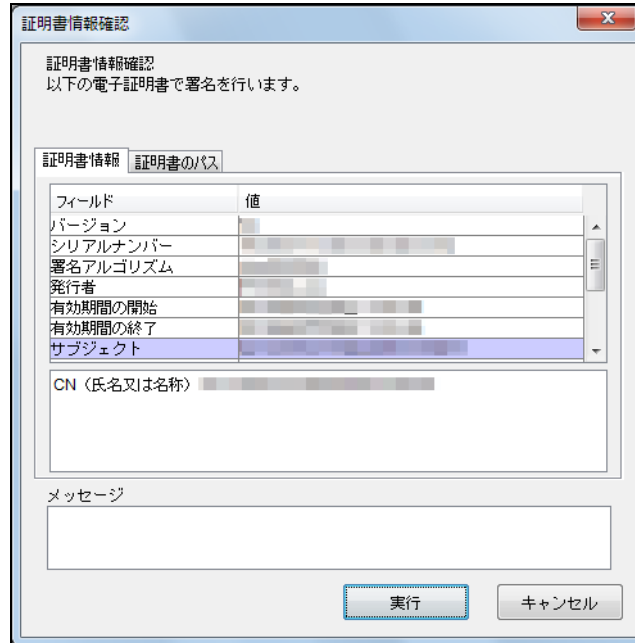 証明書情報確認
証明書情報確認
以下の電子証明書で署名を行います。
証明書情報 証明書のパス
フィールド 値
バージョン
シリアルナンバー
署名アルゴリズム
発行者
有効期間の開始
有効期間の終了
サブジェクト
CN（氏名又は名称）
メッセージ
実行 キャンセル